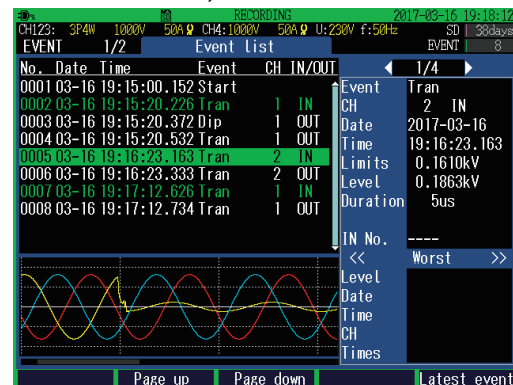 RECORDING 2017-03-16 19:18:12
CH123: 3P4W 1000V 50A CH4:1000V 50A U:230V f:50Hz SD 38days
EVENT 1/2 Event list EVENT 8
No. Date Time Event CH IN/OUT
0001 03-16 19:15:00.152 Start
0002 03-16 19:15:20.226 Tran 1 IN
0003 03-16 19:15:20.372 Dip 1 OUT
0004 03-16 19:15:20.532 Tran 1 OUT
0005 03-16 19:16:23.163 Tran 2 IN
0006 03-16 19:16:23.333 Tran 2 OUT
0007 03-16 19:17:12.626 Tran 1 IN
0008 03-16 19:17:12.734 Tran 1 OUT
1/4
Event Tran
CH 2 IN
Date 2017-03-16
Time 19:16:23.163
Limits 0.1610kV
Level 0.1863kV
Duration 5us
IN No. ----
<< Worst >>
Level
Date
Time
CH
Times
Page up Page down Latest event